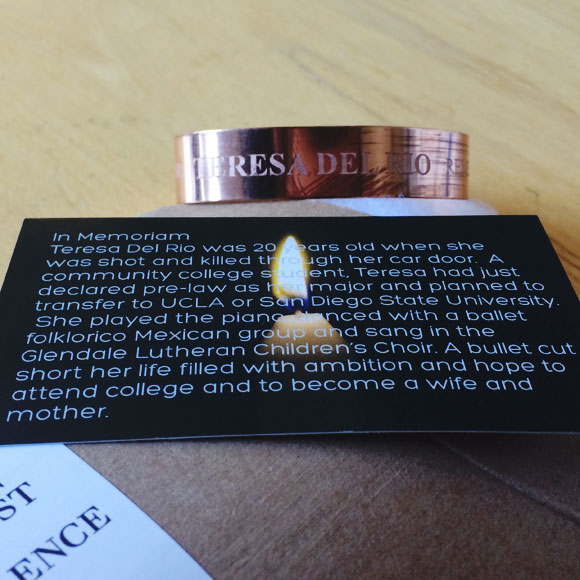 TERESA DEL RIO
In Memoriam
Teresa Del Rio was 20 years old when she
was shot and killed through her car door. A
community college student, Teresa had just
declared pre-law as her major and planned to
transfer to UCLA or San Diego State University.
She played the piano, danced with a ballet
folklorico Mexican group and sang in the
Glendale Lutheran Children's Choir. A bullet cut
short her life filled with ambition and hope to
attend college and to become a wife and
mother.